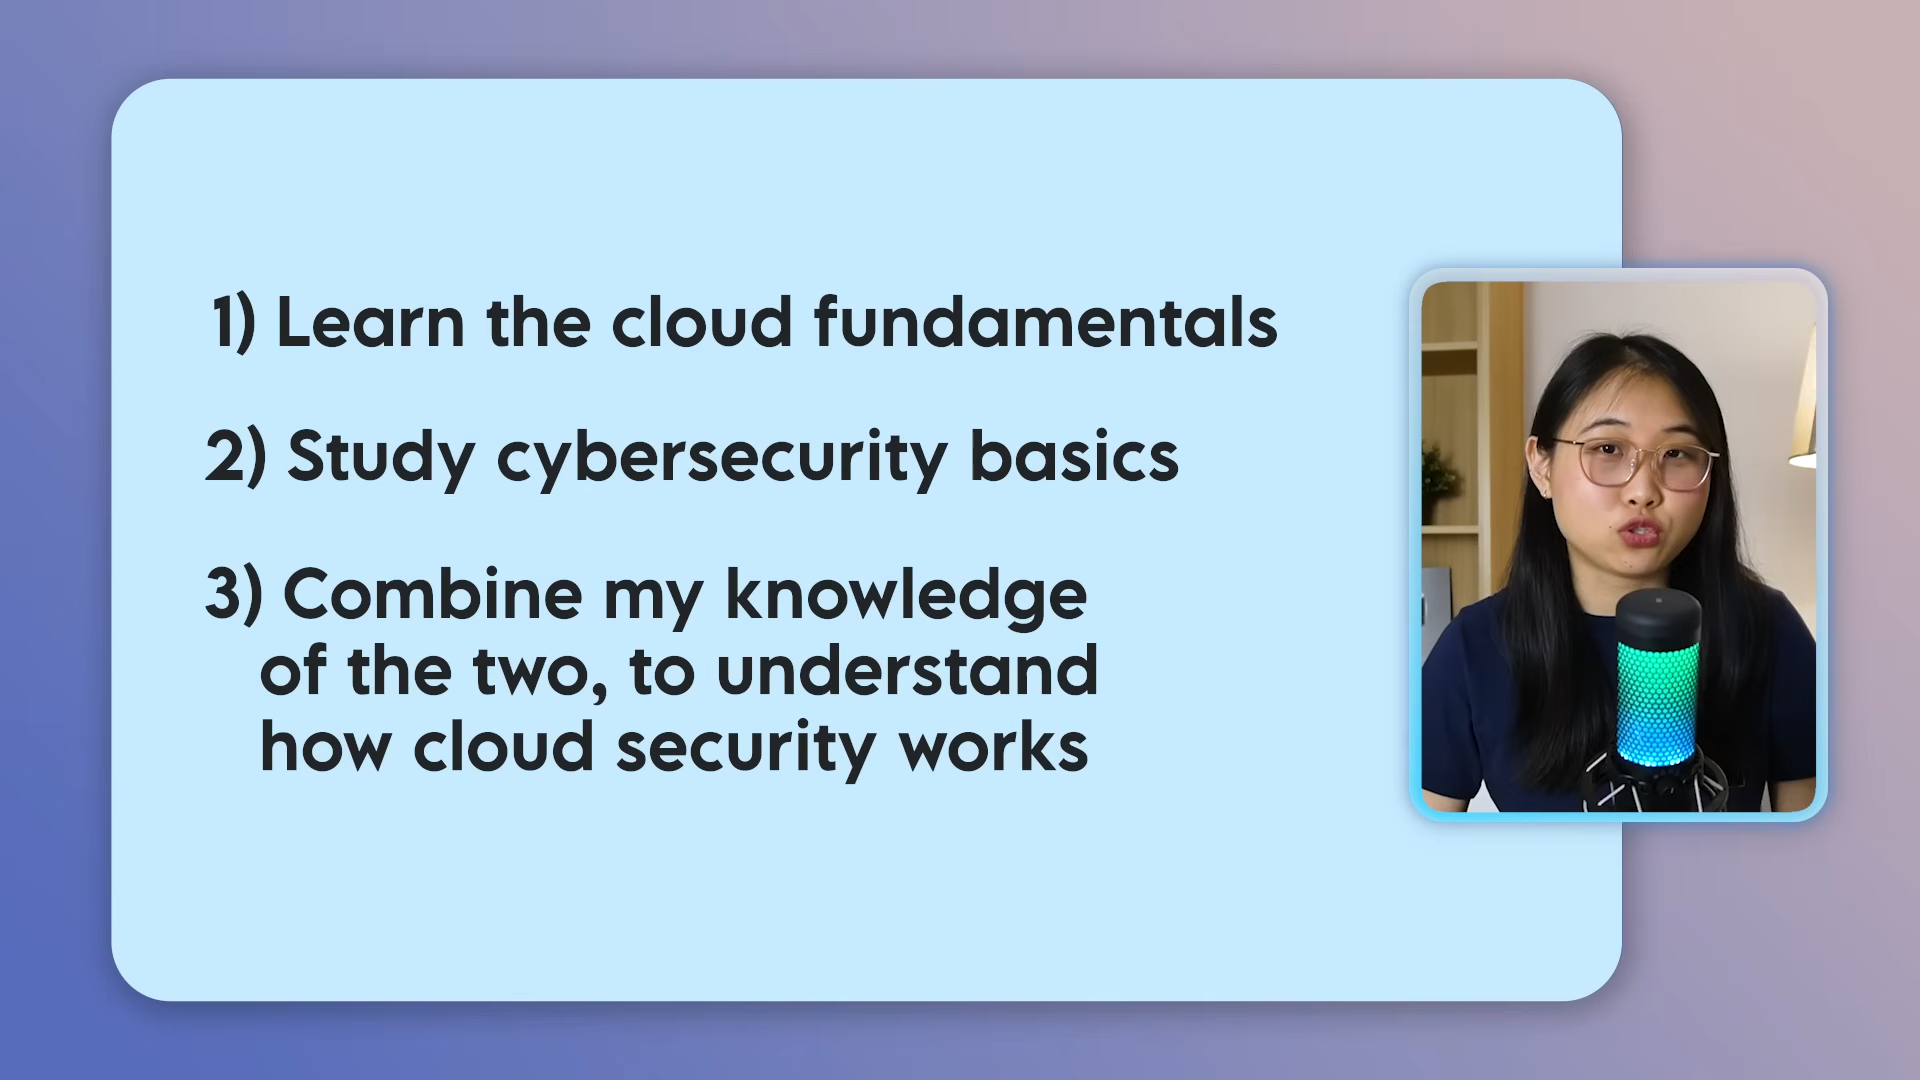 1) Learn the cloud fundamentals
2) Study cybersecurity basics
3) Combine my knowledge
of the two, to understand
how cloud security works